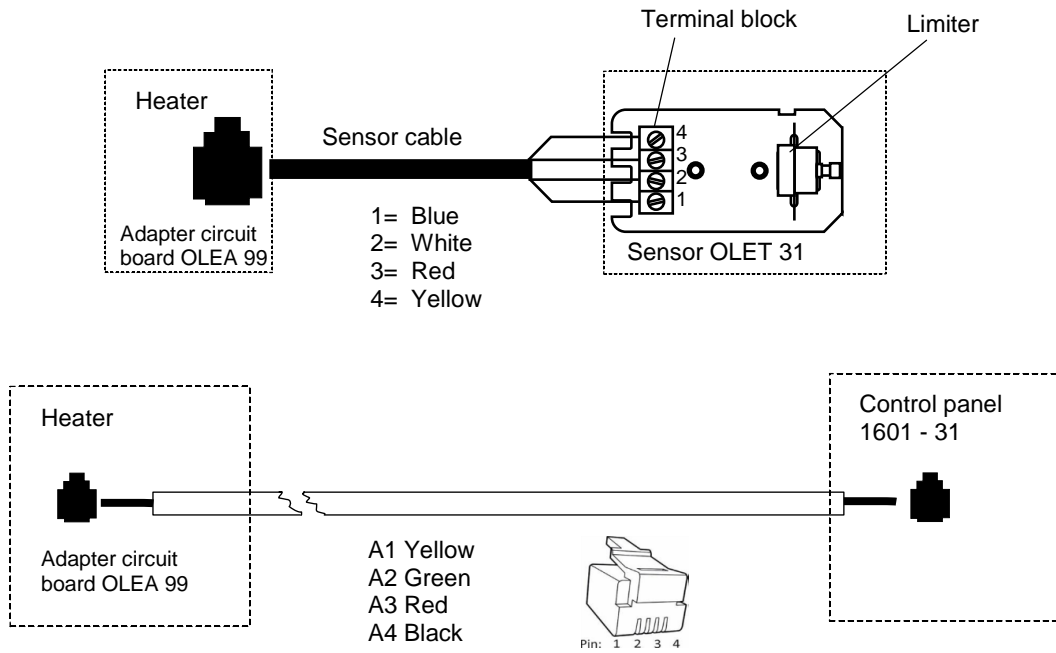 Terminal block
Limiter
Heater
Sensor cable
4
3
2
1
Adapter circuit
board OLEA 99
1= Blue
2= White
3= Red
4= Yellow
Sensor OLET 31
Heater
Control panel
1601 - 31
Adapter circuit
board OLEA 99
A1 Yellow
A2 Green
A3 Red
A4 Black
Pin: 1 2 3 4